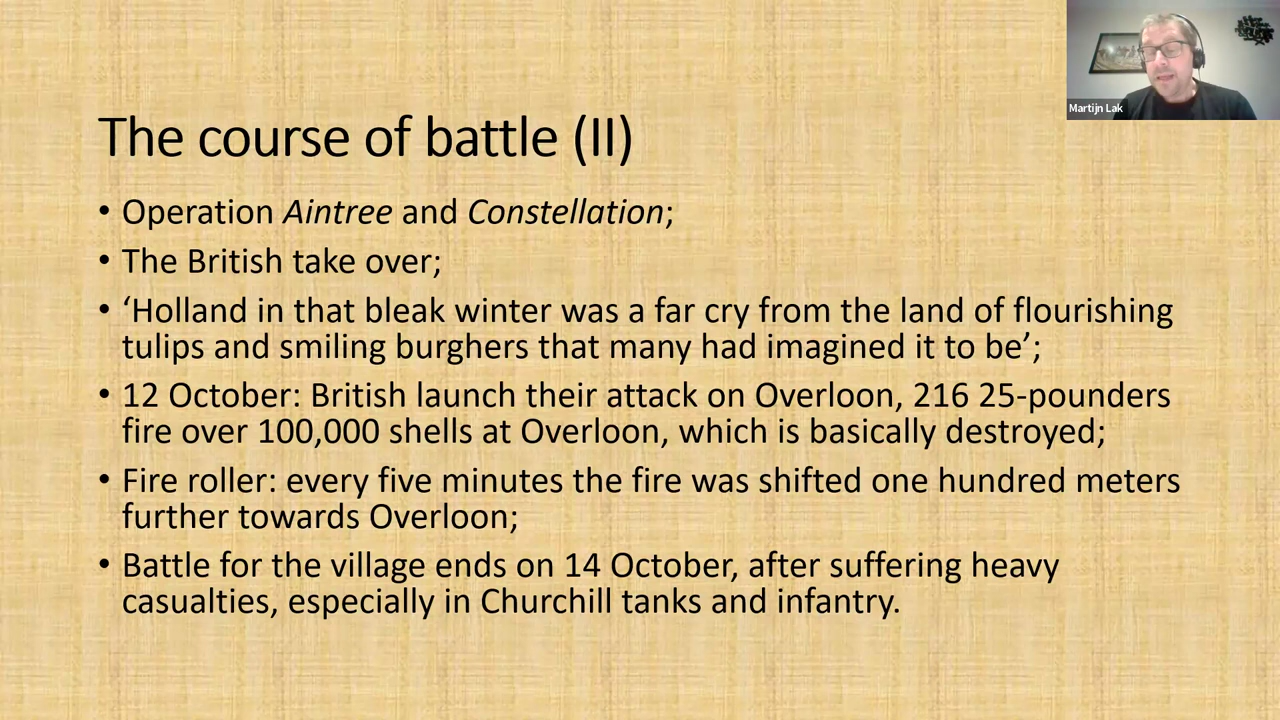 Martijn Lak
The course of battle (II)
• Operation Aintree and Constellation;
• The British take over;
• ‘Holland in that bleak winter was a far cry from the land of flourishing
tulips and smiling burghers that many had imagined it to be’;
• 12 October: British launch their attack on Overloon, 216 25-pounders
fire over 100,000 shells at Overloon, which is basically destroyed;
• Fire roller: every five minutes the fire was shifted one hundred meters
further towards Overloon;
• Battle for the village ends on 14 October, after suffering heavy
casualties, especially in Churchill tanks and infantry.